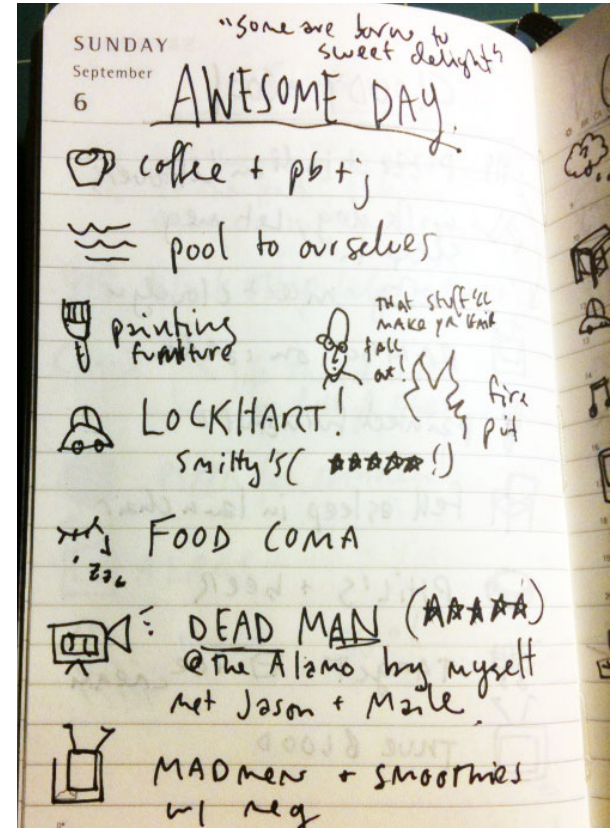 "Some are born to
sweet delight"
SUNDAY
September
6
AWESOME DAY.
coffee + pb + j
pool to ourselves
painting
furniture
THAT STUFF'LL
MAKE YR HAIR
fall
out!
LOCKHART!
fire
pit
Smitty's (★★★★★!)
FOOD COMA
zzz
DEAD MAN (★★★★★)
@ The Alamo by myself
met Jason + Maile.
MADMEN + SMOOTHIES
w/ meg